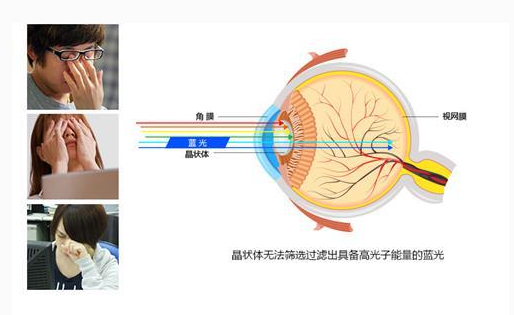 角膜
视网膜
蓝光
晶状体
晶状体无法筛选过滤出具备高光子能量的蓝光